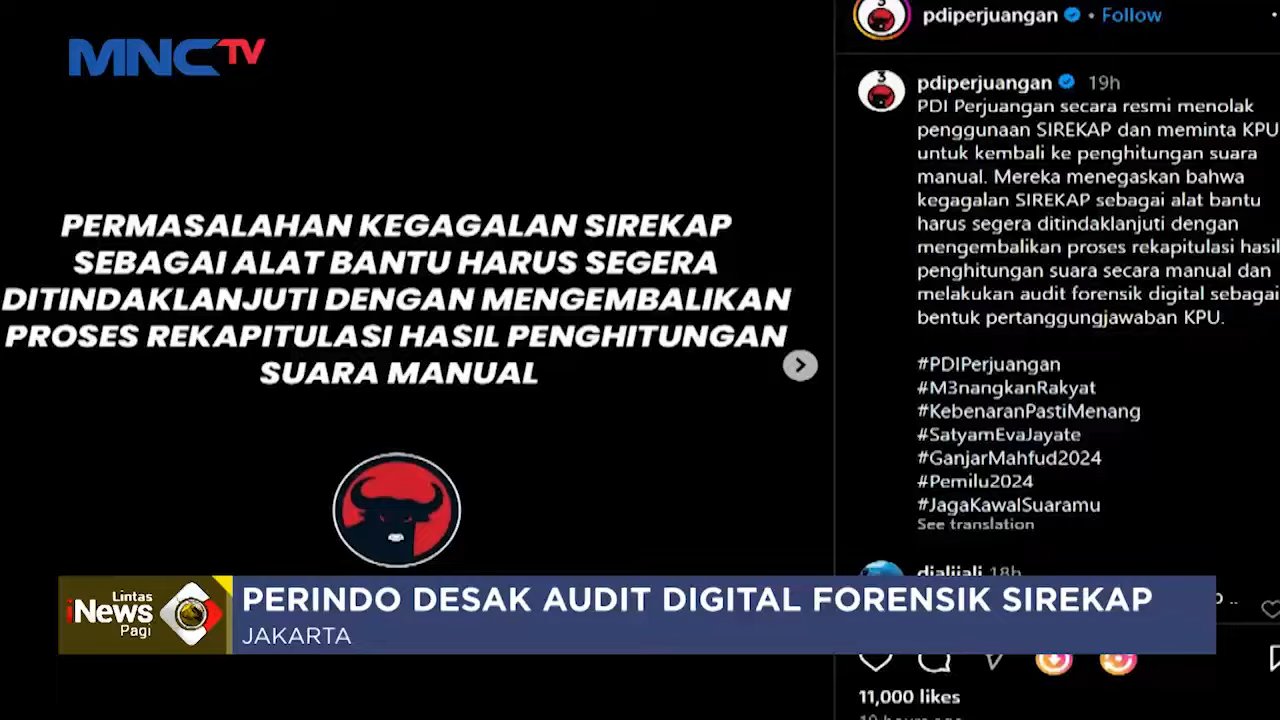 MNCTV
PERMASALAHAN KEGAGALAN SIREKAP
SEBAGAI ALAT BANTU HARUS SEGERA
DITINDAKLANJUTI DENGAN MENGEMBALIKAN
PROSES REKAPITULASI HASIL PENGHITUNGAN
SUARA MANUAL
3
pdiperjuangan • Follow
3
pdiperjuangan 19h
PDI Perjuangan secara resmi menolak
penggunaan SIREKAP dan meminta KPU
untuk kembali ke penghitungan suara
manual. Mereka menegaskan bahwa
kegagalan SIREKAP sebagai alat bantu
harus segera ditindaklanjuti dengan
mengembalikan proses rekapitulasi hasil
penghitungan suara secara manual dan
melakukan audit forensik digital sebagai
bentuk pertanggungjawaban KPU.
#PDIPerjuangan
#M3nangkanRakyat
#KebenaranPastiMenang
#SatyamEvaJayate
#GanjarMahfud2024
#Pemilu2024
#JagaKawalSuaramu
See translation
18h
11,000 likes
Lintas
iNews
Pagi
PERINDO DESAK AUDIT DIGITAL FORENSIK SIREKAP
JAKARTA